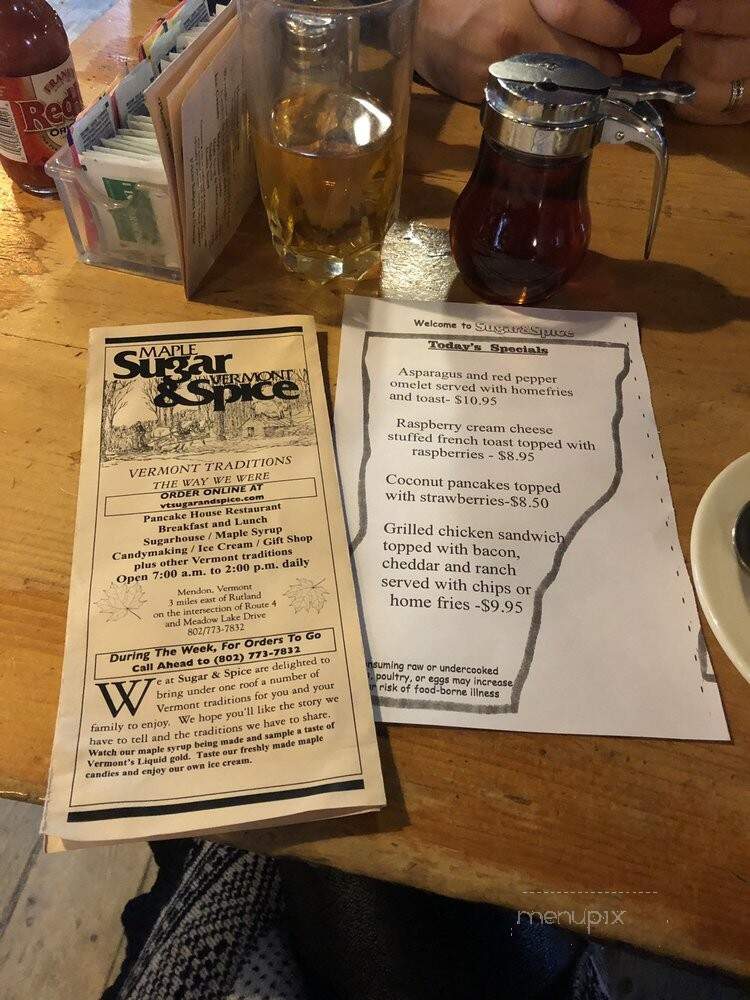 FRANK'S
Red
MAPLE
Sugar
VERMONT
&Spice
VERMONT TRADITIONS
THE WAY WE WERE
ORDER ONLINE AT
vtsugarandspice.com
Pancake House Restaurant
Breakfast and Lunch
Sugarhouse / Maple Syrup
Candymaking / Ice Cream / Gift Shop
plus other Vermont traditions
Open 7:00 a.m. to 2:00 p.m. daily
Mendon, Vermont
3 miles east of Rutland
on the intersection of Route 4
and Meadow Lake Drive
802/773-7832
During The Week, For Orders To Go
Call Ahead to (802) 773-7832
We at Sugar & Spice are delighted to
bring under one roof a number of
Vermont traditions for you and your
family to enjoy. We hope you'll like the story we
have to tell and the traditions we have to share.
Watch our maple syrup being made and sample a taste of
Vermont's Liquid gold. Taste our freshly made maple
candies and enjoy our own ice cream.
Welcome to Sugar&Spice
Today's Specials
Asparagus and red pepper
omelet served with homefries
and toast- $10.95
Raspberry cream cheese
stuffed french toast topped with
raspberries - $8.95
Coconut pancakes topped
with strawberries-$8.50
Grilled chicken sandwich
topped with bacon,
cheddar and ranch
served with chips or
home fries -$9.95
nsuming raw or undercooked
, poultry, or eggs may increase
r risk of food-borne illness
menupix